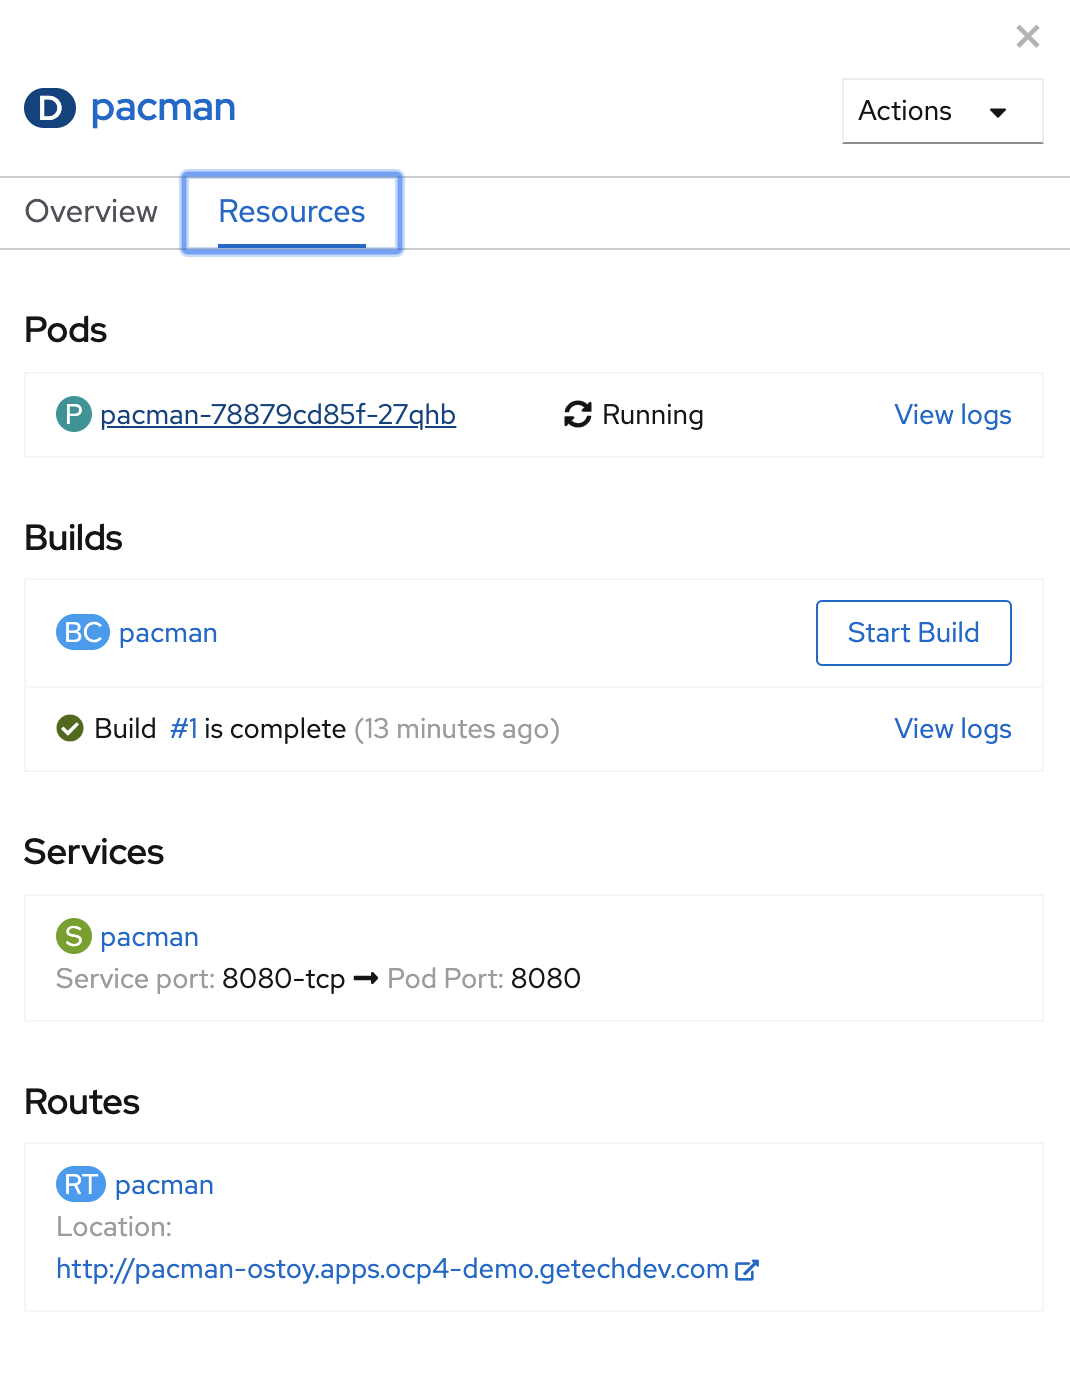 D pacman
Actions
Overview
Resources
Pods
P pacman-78879cd85f-27qhb
Running
View logs
Builds
BC pacman
Start Build
Build #1 is complete (13 minutes ago)
View logs
Services
S pacman
Service port: 8080-tcp ➞ Pod Port: 8080
Routes
RT pacman
Location:
http://pacman-ostoy.apps.ocp4-demo.getechdev.com